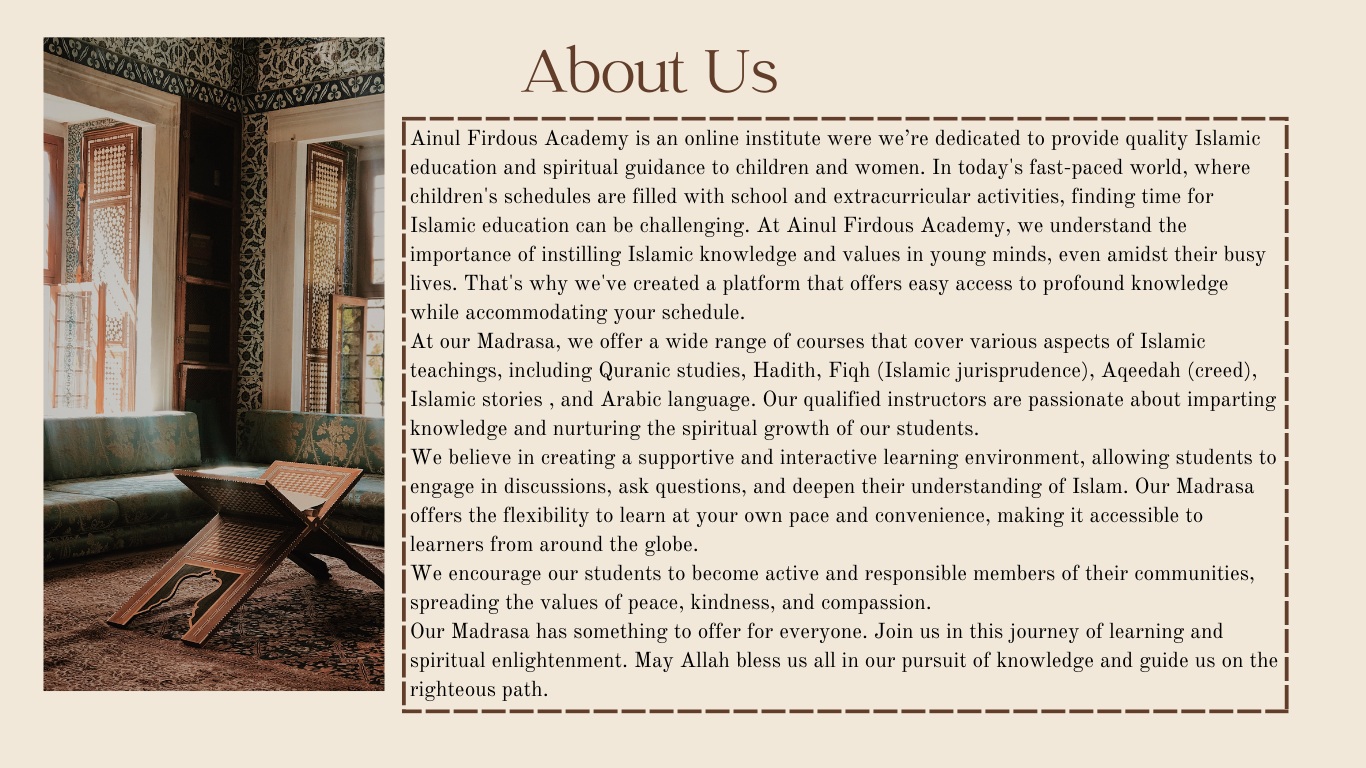 About Us
Ainul Firdous Academy is an online institute were we’re dedicated to provide quality Islamic
education and spiritual guidance to children and women. In today's fast-paced world, where
children's schedules are filled with school and extracurricular activities, finding time for
Islamic education can be challenging. At Ainul Firdous Academy, we understand the
importance of instilling Islamic knowledge and values in young minds, even amidst their busy
lives. That's why we've created a platform that offers easy access to profound knowledge
while accommodating your schedule.
At our Madrasa, we offer a wide range of courses that cover various aspects of Islamic
teachings, including Quranic studies, Hadith, Fiqh (Islamic jurisprudence), Aqeedah (creed),
Islamic stories , and Arabic language. Our qualified instructors are passionate about imparting
knowledge and nurturing the spiritual growth of our students.
We believe in creating a supportive and interactive learning environment, allowing students to
engage in discussions, ask questions, and deepen their understanding of Islam. Our Madrasa
offers the flexibility to learn at your own pace and convenience, making it accessible to
learners from around the globe.
We encourage our students to become active and responsible members of their communities,
spreading the values of peace, kindness, and compassion.
Our Madrasa has something to offer for everyone. Join us in this journey of learning and
spiritual enlightenment. May Allah bless us all in our pursuit of knowledge and guide us on the
righteous path.